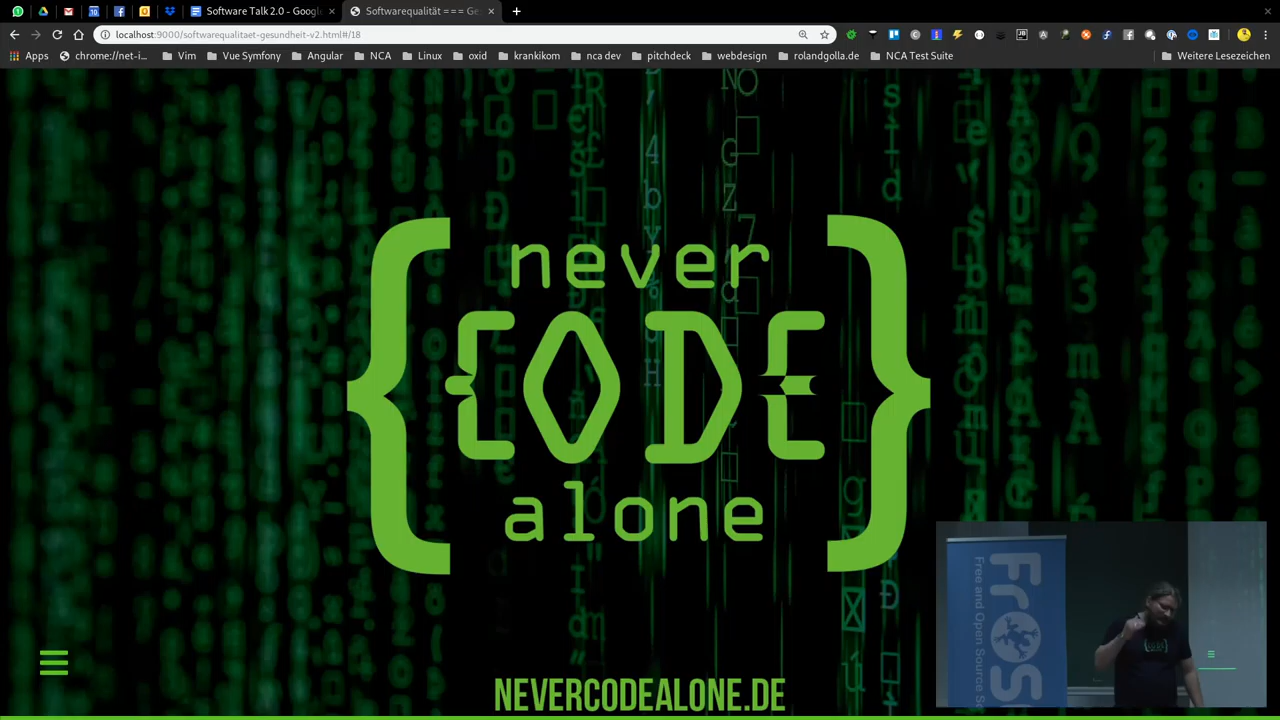 Software Talk 2.0 - Googl
Softwarequalität === Ge
localhost:9000/softwarequalitaet-gesundheit-v2.html#/18
Apps
chrome://net-i...
Vim
Vue Symfony
Angular
NCA
Linux
oxid
krankikom
nca dev
pitchdeck
webdesign
rolandgolla.de
NCA Test Suite
Weitere Lesezeichen
{never
CODE
alone}
NEVERCODEALONE.DE
FrOS
Free and Open Source S